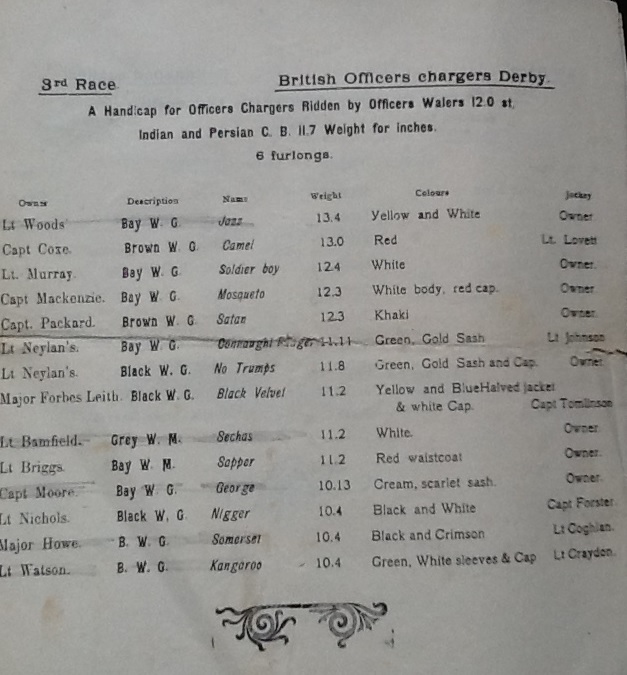 3rd Race. British Officers chargers Derby.
A Handicap for Officers Chargers Ridden by Officers Walers 12.0 st.
Indian and Persian C. B. 11.7 Weight for inches.
6 furlongs.
Owner Description Name Weight Colours Jockey
Lt Woods Bay W. G. Jazz 13.4 Yellow and White Owner.
Capt Coxe. Brown W. G. Camel 13.0 Red Lt. Lovett
Lt. Murray. Bay W. G. Soldier boy 12.4 White Owner.
Capt Mackenzie. Bay W. G. Mosqueto 12.3 White body, red cap. Owner.
Capt. Packard. Brown W. G. Satan 12.3 Khaki Owner.
Lt Neylan's. Bay W. G. Connaught 11.11 Green, Gold Sash Lt Johnson
Lt Neylan's. Black W. G. No Trumps 11.8 Green, Gold Sash and Cap. Owner
Major Forbes Leith. Black W. G. Black Velvet 11.2 Yellow and BlueHalved jacket
& white Cap. Capt Tomlinson
Lt Bamfield. Grey W. M. Sechas 11.2 White. Owner.
Lt Briggs. Bay W. M. Sapper 11.2 Red waistcoat Owner.
Capt Moore. Bay W. G. George 10.13 Cream, scarlet sash. Owner.
Lt Nichols. Black W. G. Nigger 10.4 Black and White Capt Forster.
Major Howe. B. W. G. Somerset 10.4 Black and Crimson Lt Coghlan.
Lt Watson. B. W. G. Kangaroo 10.4 Green, White sleeves & Cap Lt Craydon.